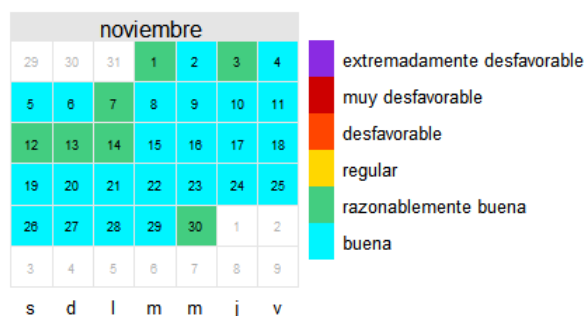 noviembre
29 30 31 1 2 3 4
5 6 7 8 9 10 11
12 13 14 15 16 17 18
19 20 21 22 23 24 25
26 27 28 29 30 1 2
3 4 5 6 7 8 9
s d l m m j v
extremadamente desfavorable
muy desfavorable
desfavorable
regular
razonablemente buena
buena